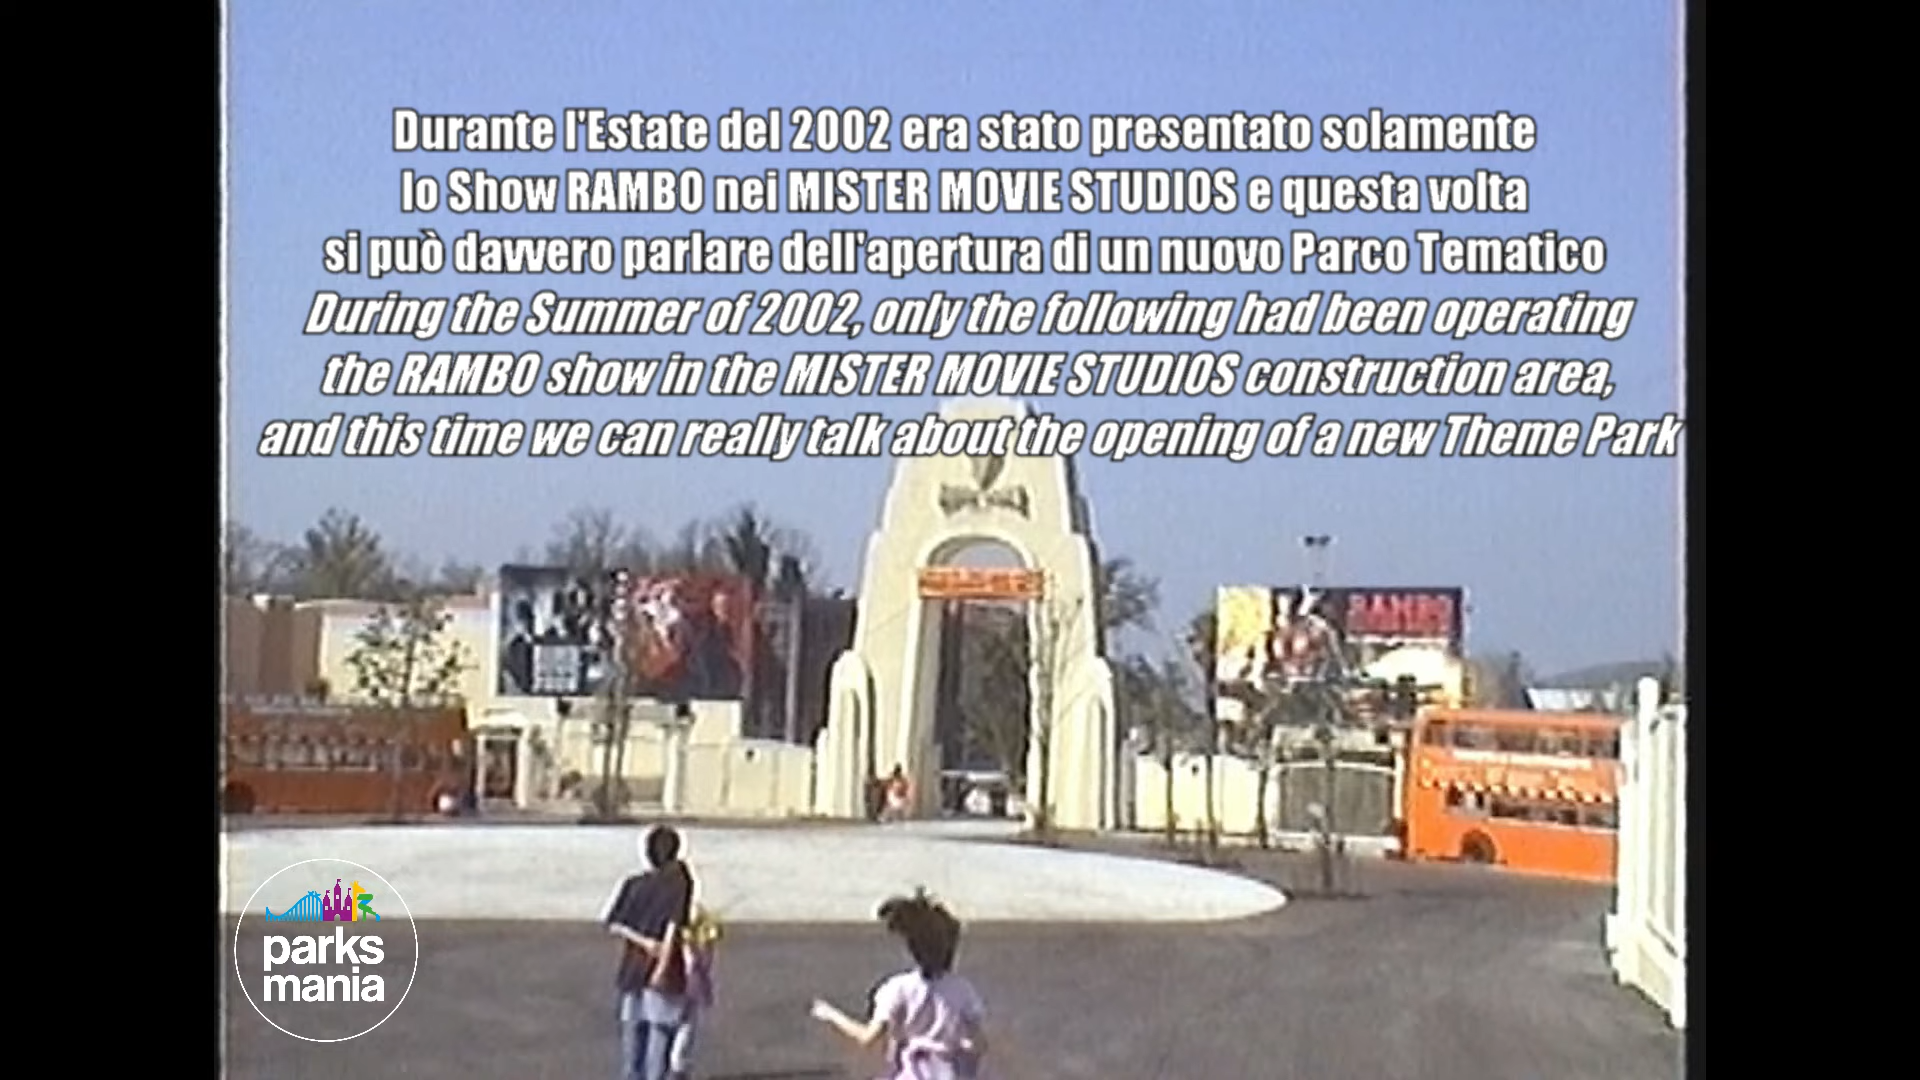 Durante l'Estate del 2002 era stato presentato solamente
lo Show RAMBO nei MISTER MOVIE STUDIOS e questa volta
si può davvero parlare dell'apertura di un nuovo Parco Tematico
During the Summer of 2002, only the following had been operating
the RAMBO show in the MISTER MOVIE STUDIOS construction area,
and this time we can really talk about the opening of a new Theme Park
RAMBO
parks
mania